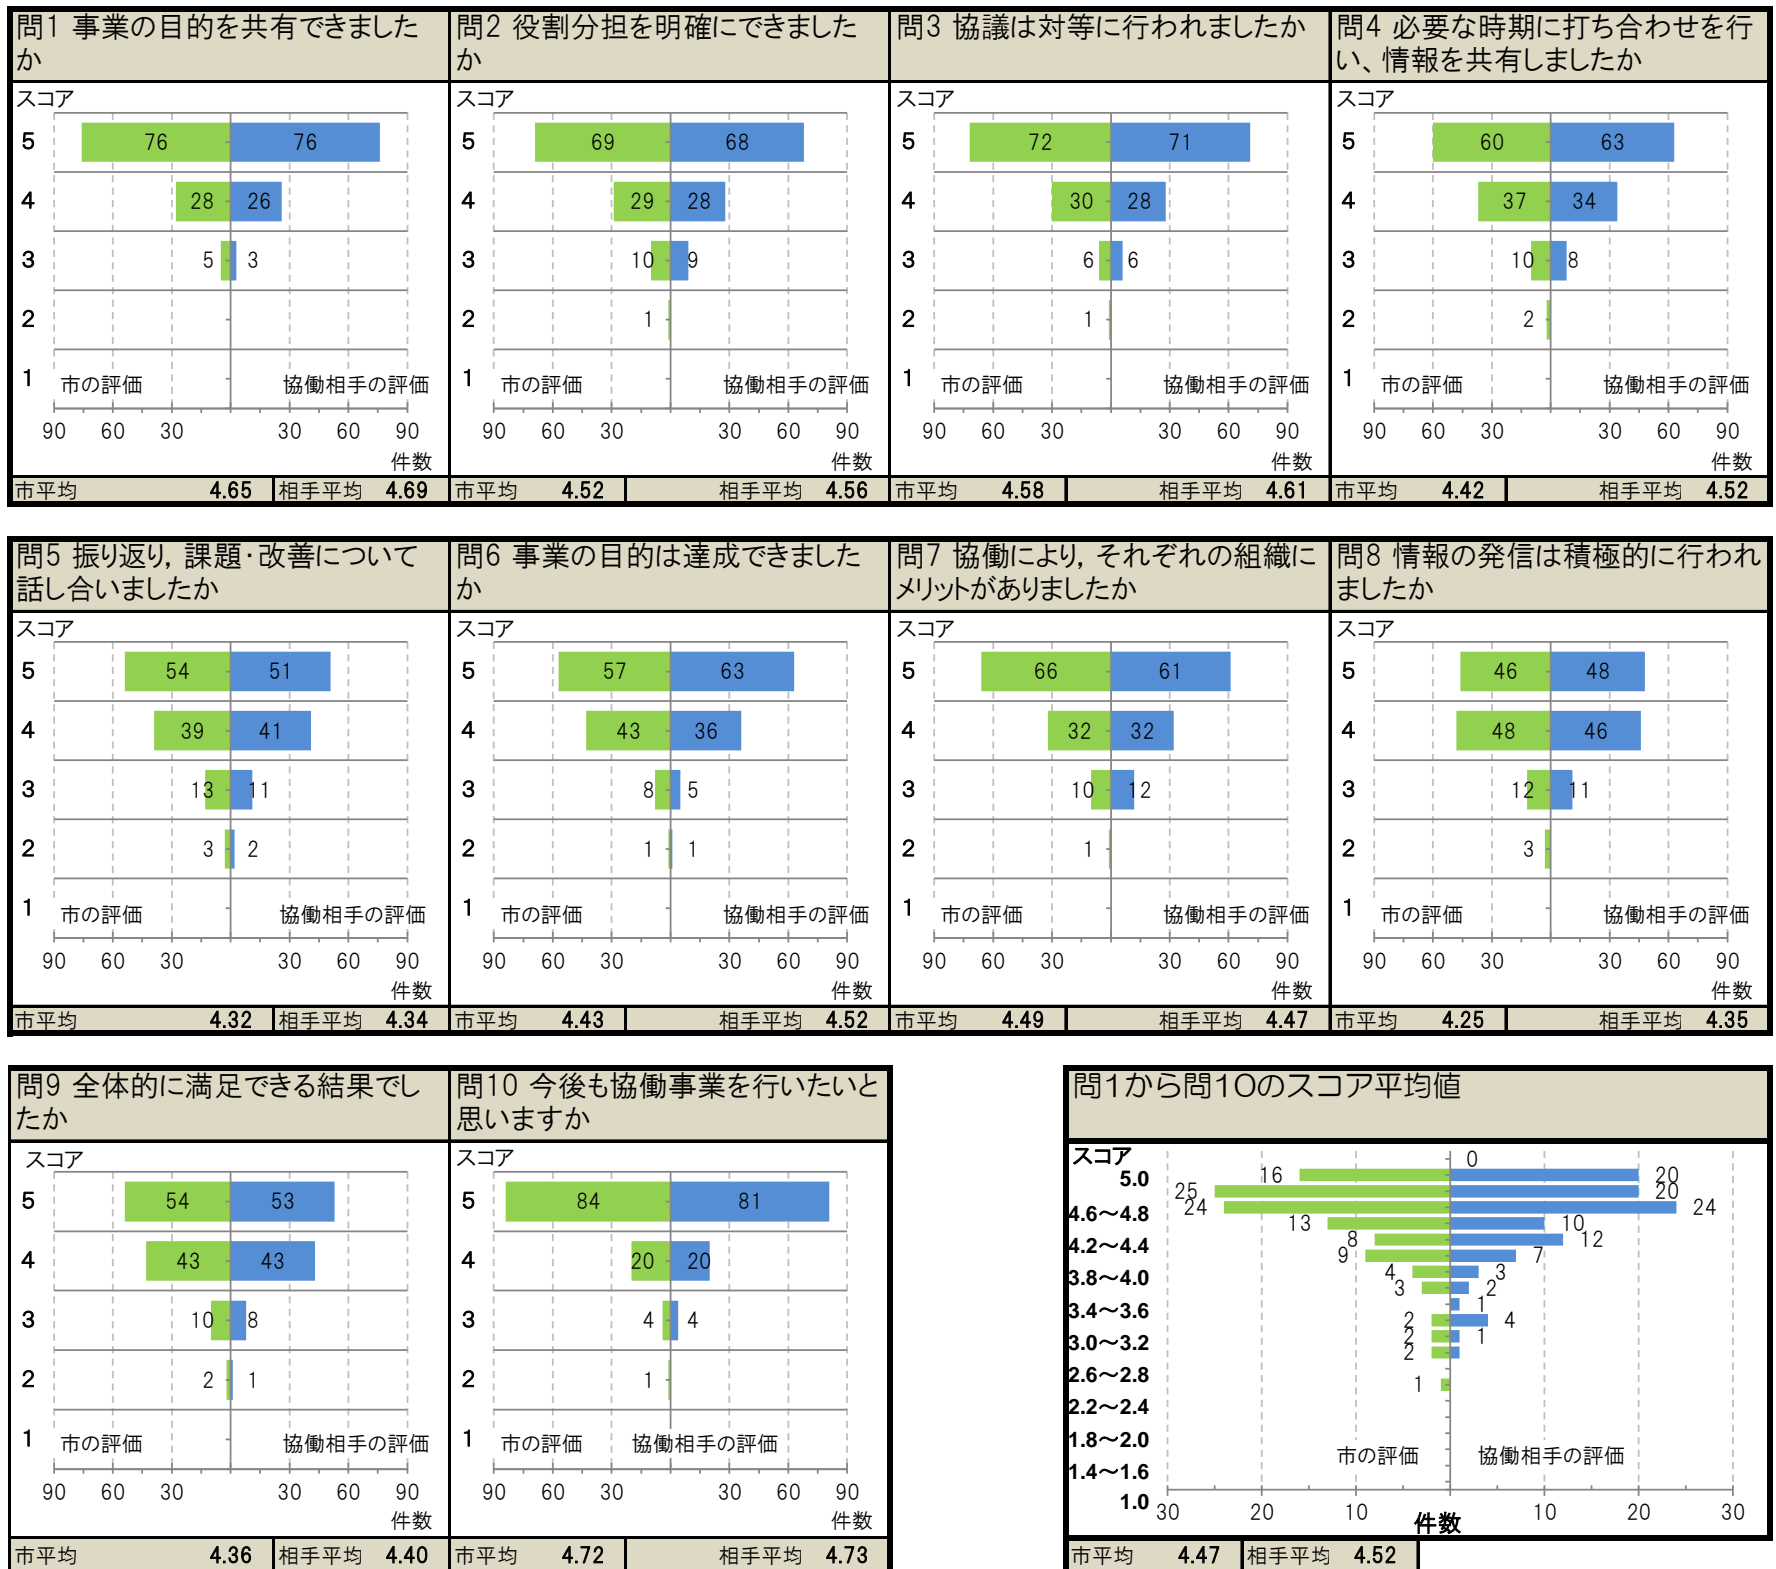 問1 事業の目的を共有できました
か
スコア
5 76 76
4 28 26
3 5 3
2
1 市の評価 協働相手の評価
90 60 30 30 60 90
件数
市平均 4.65 相手平均 4.69
問2 役割分担を明確にできました
か
スコア
5 69 68
4 29 28
3 10 9
2 1
1 市の評価 協働相手の評価
90 60 30 30 60 90
件数
市平均 4.52 相手平均 4.56
問3 協議は対等に行われましたか
スコア
5 72 71
4 30 28
3 6 6
2 1
1 市の評価 協働相手の評価
90 60 30 30 60 90
件数
市平均 4.58 相手平均 4.61
問4 必要な時期に打ち合わせを行
い、情報を共有しましたか
スコア
5 60 63
4 37 34
3 10 8
2 2
1 市の評価 協働相手の評価
90 60 30 30 60 90
件数
市平均 4.42 相手平均 4.52
問5 振り返り，課題・改善について
話し合いましたか
スコア
5 54 51
4 39 41
3 13 11
2 3 2
1 市の評価 協働相手の評価
90 60 30 30 60 90
件数
市平均 4.32 相手平均 4.34
問6 事業の目的は達成できました
か
スコア
5 57 63
4 43 36
3 8 5
2 1 1
1 市の評価 協働相手の評価
90 60 30 30 60 90
件数
市平均 4.43 相手平均 4.52
問7 協働により，それぞれの組織に
メリットがありましたか
スコア
5 66 61
4 32 32
3 10 12
2 1
1 市の評価 協働相手の評価
90 60 30 30 60 90
件数
市平均 4.49 相手平均 4.47
問8 情報の発信は積極的に行われ
ましたか
スコア
5 46 48
4 48 46
3 12 11
2 3
1 市の評価 協働相手の評価
90 60 30 30 60 90
件数
市平均 4.25 相手平均 4.35
問9 全体的に満足できる結果でし
たか
スコア
5 54 53
4 43 43
3 10 8
2 2 1
1 市の評価 協働相手の評価
90 60 30 30 60 90
件数
市平均 4.36 相手平均 4.40
問10 今後も協働事業を行いたいと
思いますか
スコア
5 84 81
4 20 20
3 4 4
2 1
1 市の評価 協働相手の評価
90 60 30 30 60 90
件数
市平均 4.72 相手平均 4.73
問1から問10のスコア平均値
スコア 0
5.0 16 20
25 20
4.6～4.8 24 24
13 10
4.2～4.4 8 12
9 7
3.8～4.0 4 3
3 2
3.4～3.6 1
2 4
3.0～3.2 2 1
2
2.6～2.8
1
2.2～2.4
1.8～2.0
市の評価 協働相手の評価
1.4～1.6
1.0
30 20 10 10 20 30
件数
市平均 4.47 相手平均 4.52